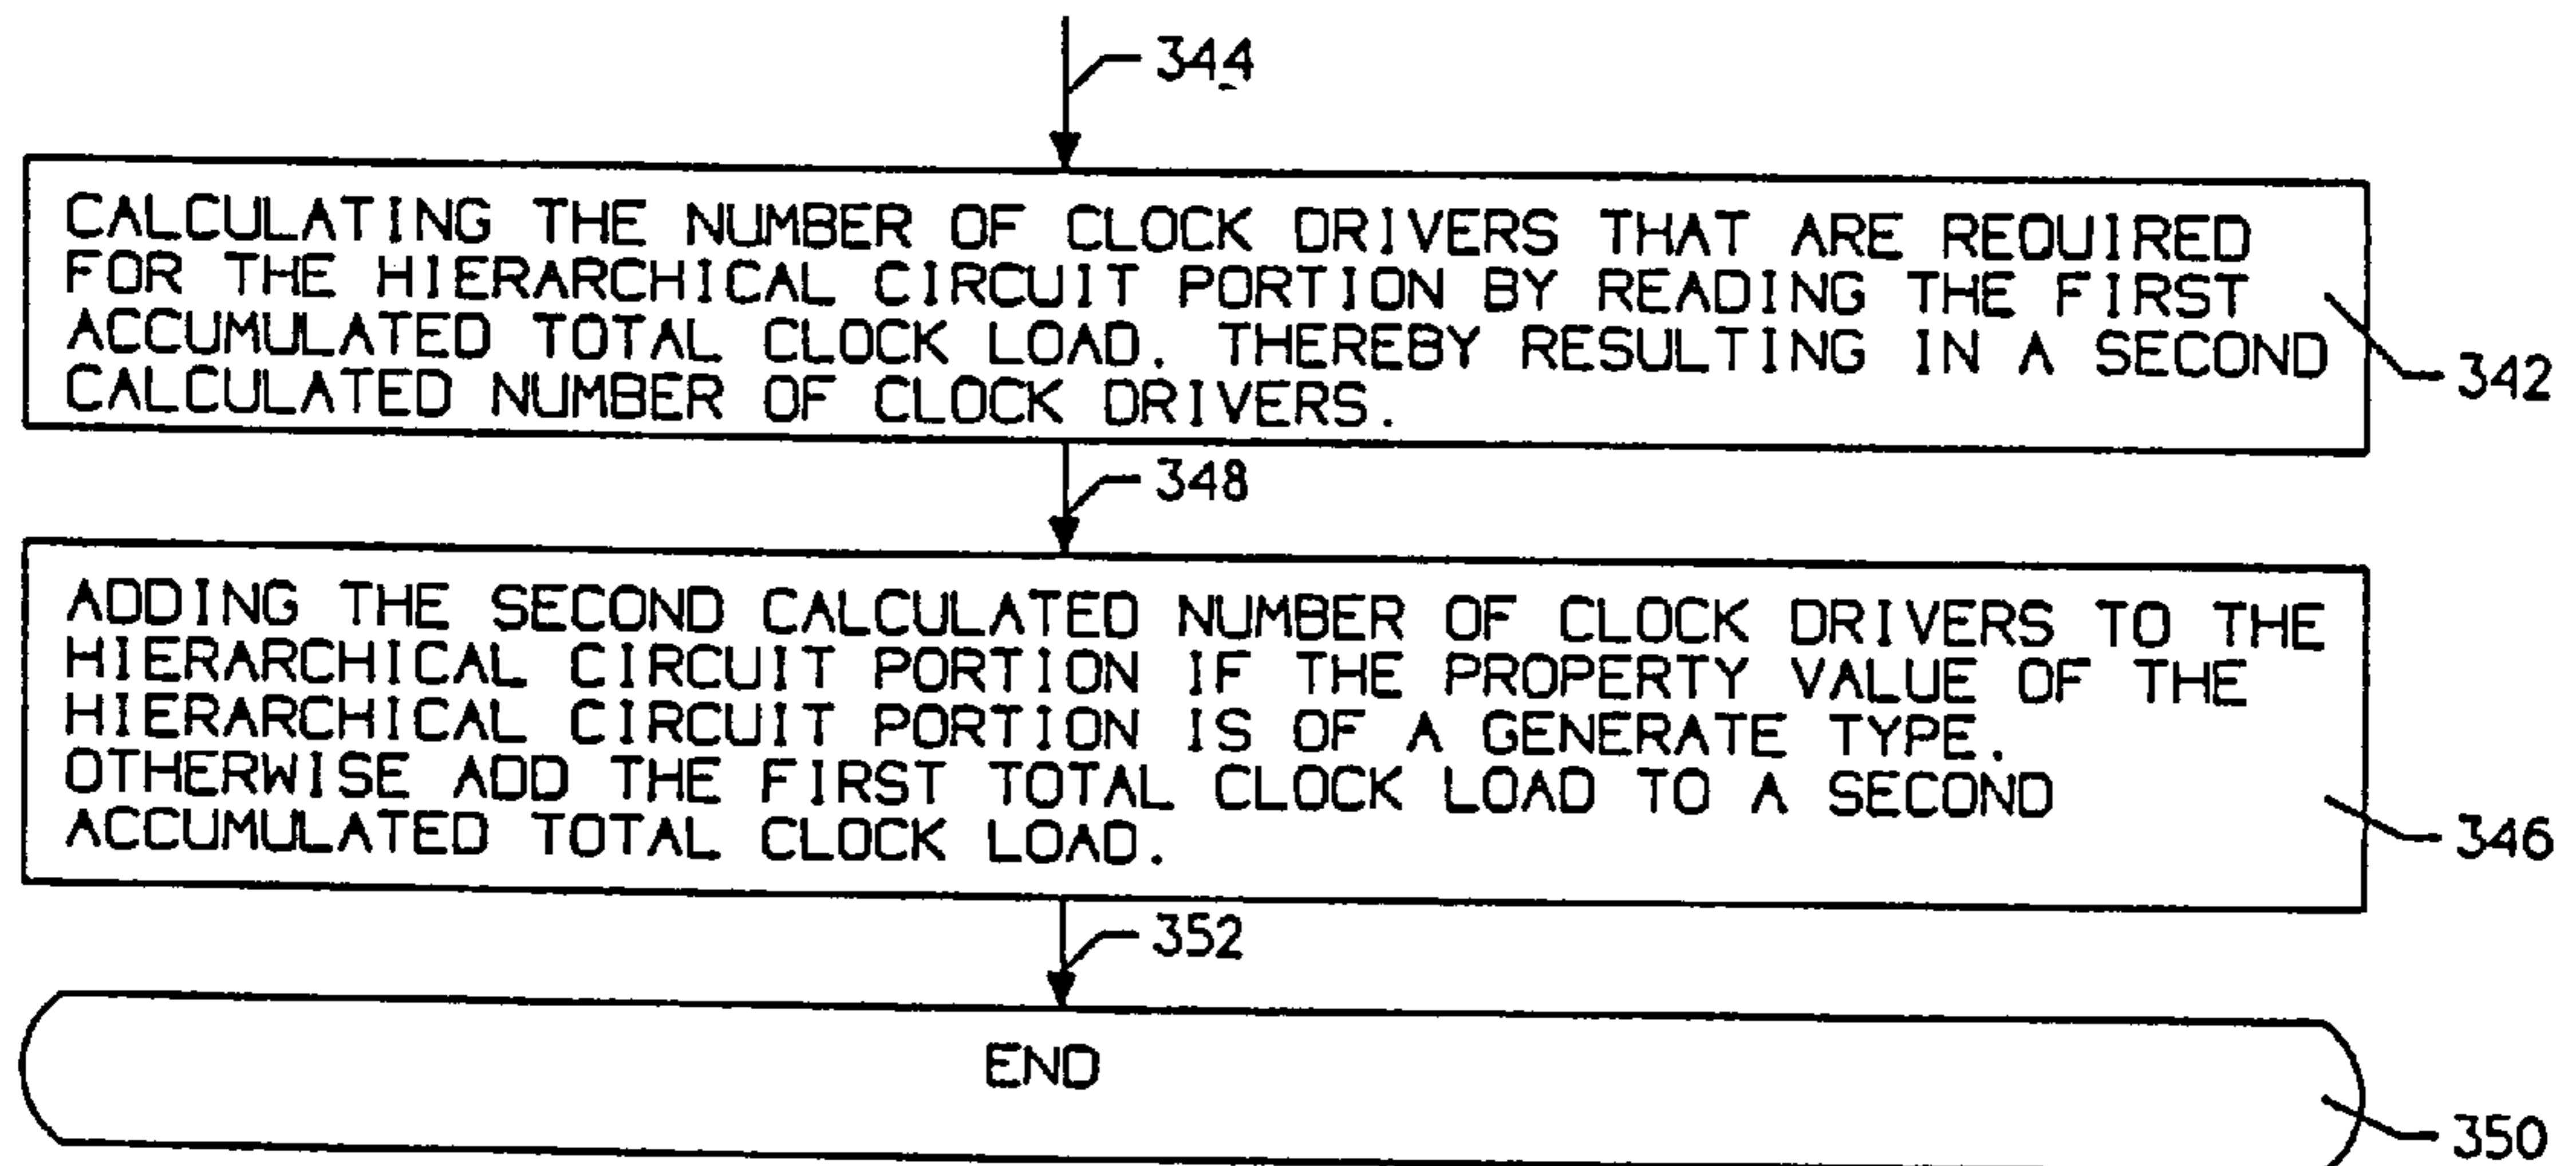 344
CALCULATING THE NUMBER OF CLOCK DRIVERS THAT ARE REQUIRED
FOR THE HIERARCHICAL CIRCUIT PORTION BY READING THE FIRST
ACCUMULATED TOTAL CLOCK LOAD. THEREBY RESULTING IN A SECOND
CALCULATED NUMBER OF CLOCK DRIVERS.
342
348
ADDING THE SECOND CALCULATED NUMBER OF CLOCK DRIVERS TO THE
HIERARCHICAL CIRCUIT PORTION IF THE PROPERTY VALUE OF THE
HIERARCHICAL CIRCUIT PORTION IS OF A GENERATE TYPE.
OTHERWISE ADD THE FIRST TOTAL CLOCK LOAD TO A SECOND
ACCUMULATED TOTAL CLOCK LOAD.
346
352
END
350